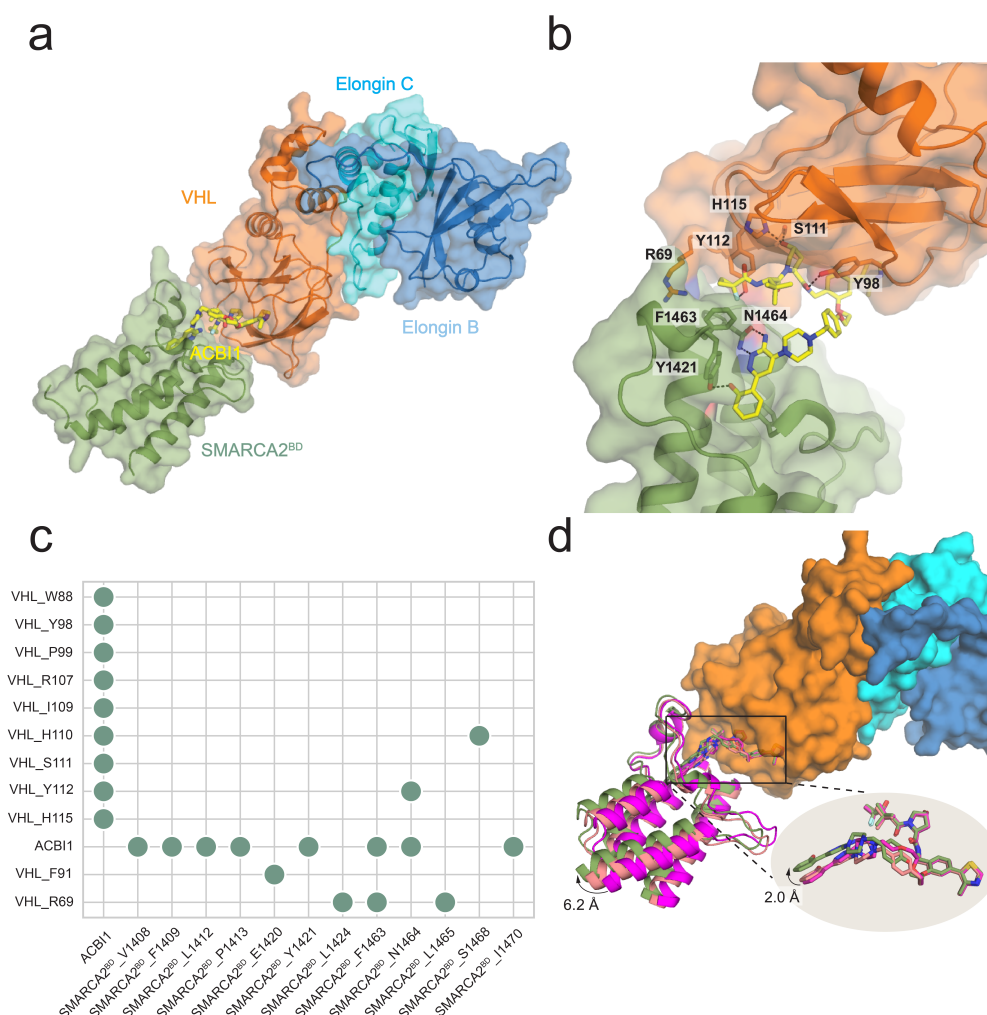 a
Elongin C
VHL
ACBI1
Elongin B
SMARCA2ᴮᴰ
b
H115
S111
Y112
R69
Y98
F1463
N1464
Y1421
c
VHL_W88
VHL_Y98
VHL_P99
VHL_R107
VHL_I109
VHL_H110
VHL_S111
VHL_Y112
VHL_H115
ACBI1
VHL_F91
VHL_R69
ACBI1
SMARCA2ᴮᴰ_V1408
SMARCA2ᴮᴰ_F1409
SMARCA2ᴮᴰ_L1412
SMARCA2ᴮᴰ_P1413
SMARCA2ᴮᴰ_E1420
SMARCA2ᴮᴰ_Y1421
SMARCA2ᴮᴰ_L1424
SMARCA2ᴮᴰ_F1463
SMARCA2ᴮᴰ_N1464
SMARCA2ᴮᴰ_L1465
SMARCA2ᴮᴰ_S1468
SMARCA2ᴮᴰ_I1470
d
6.2 Å
2.0 Å